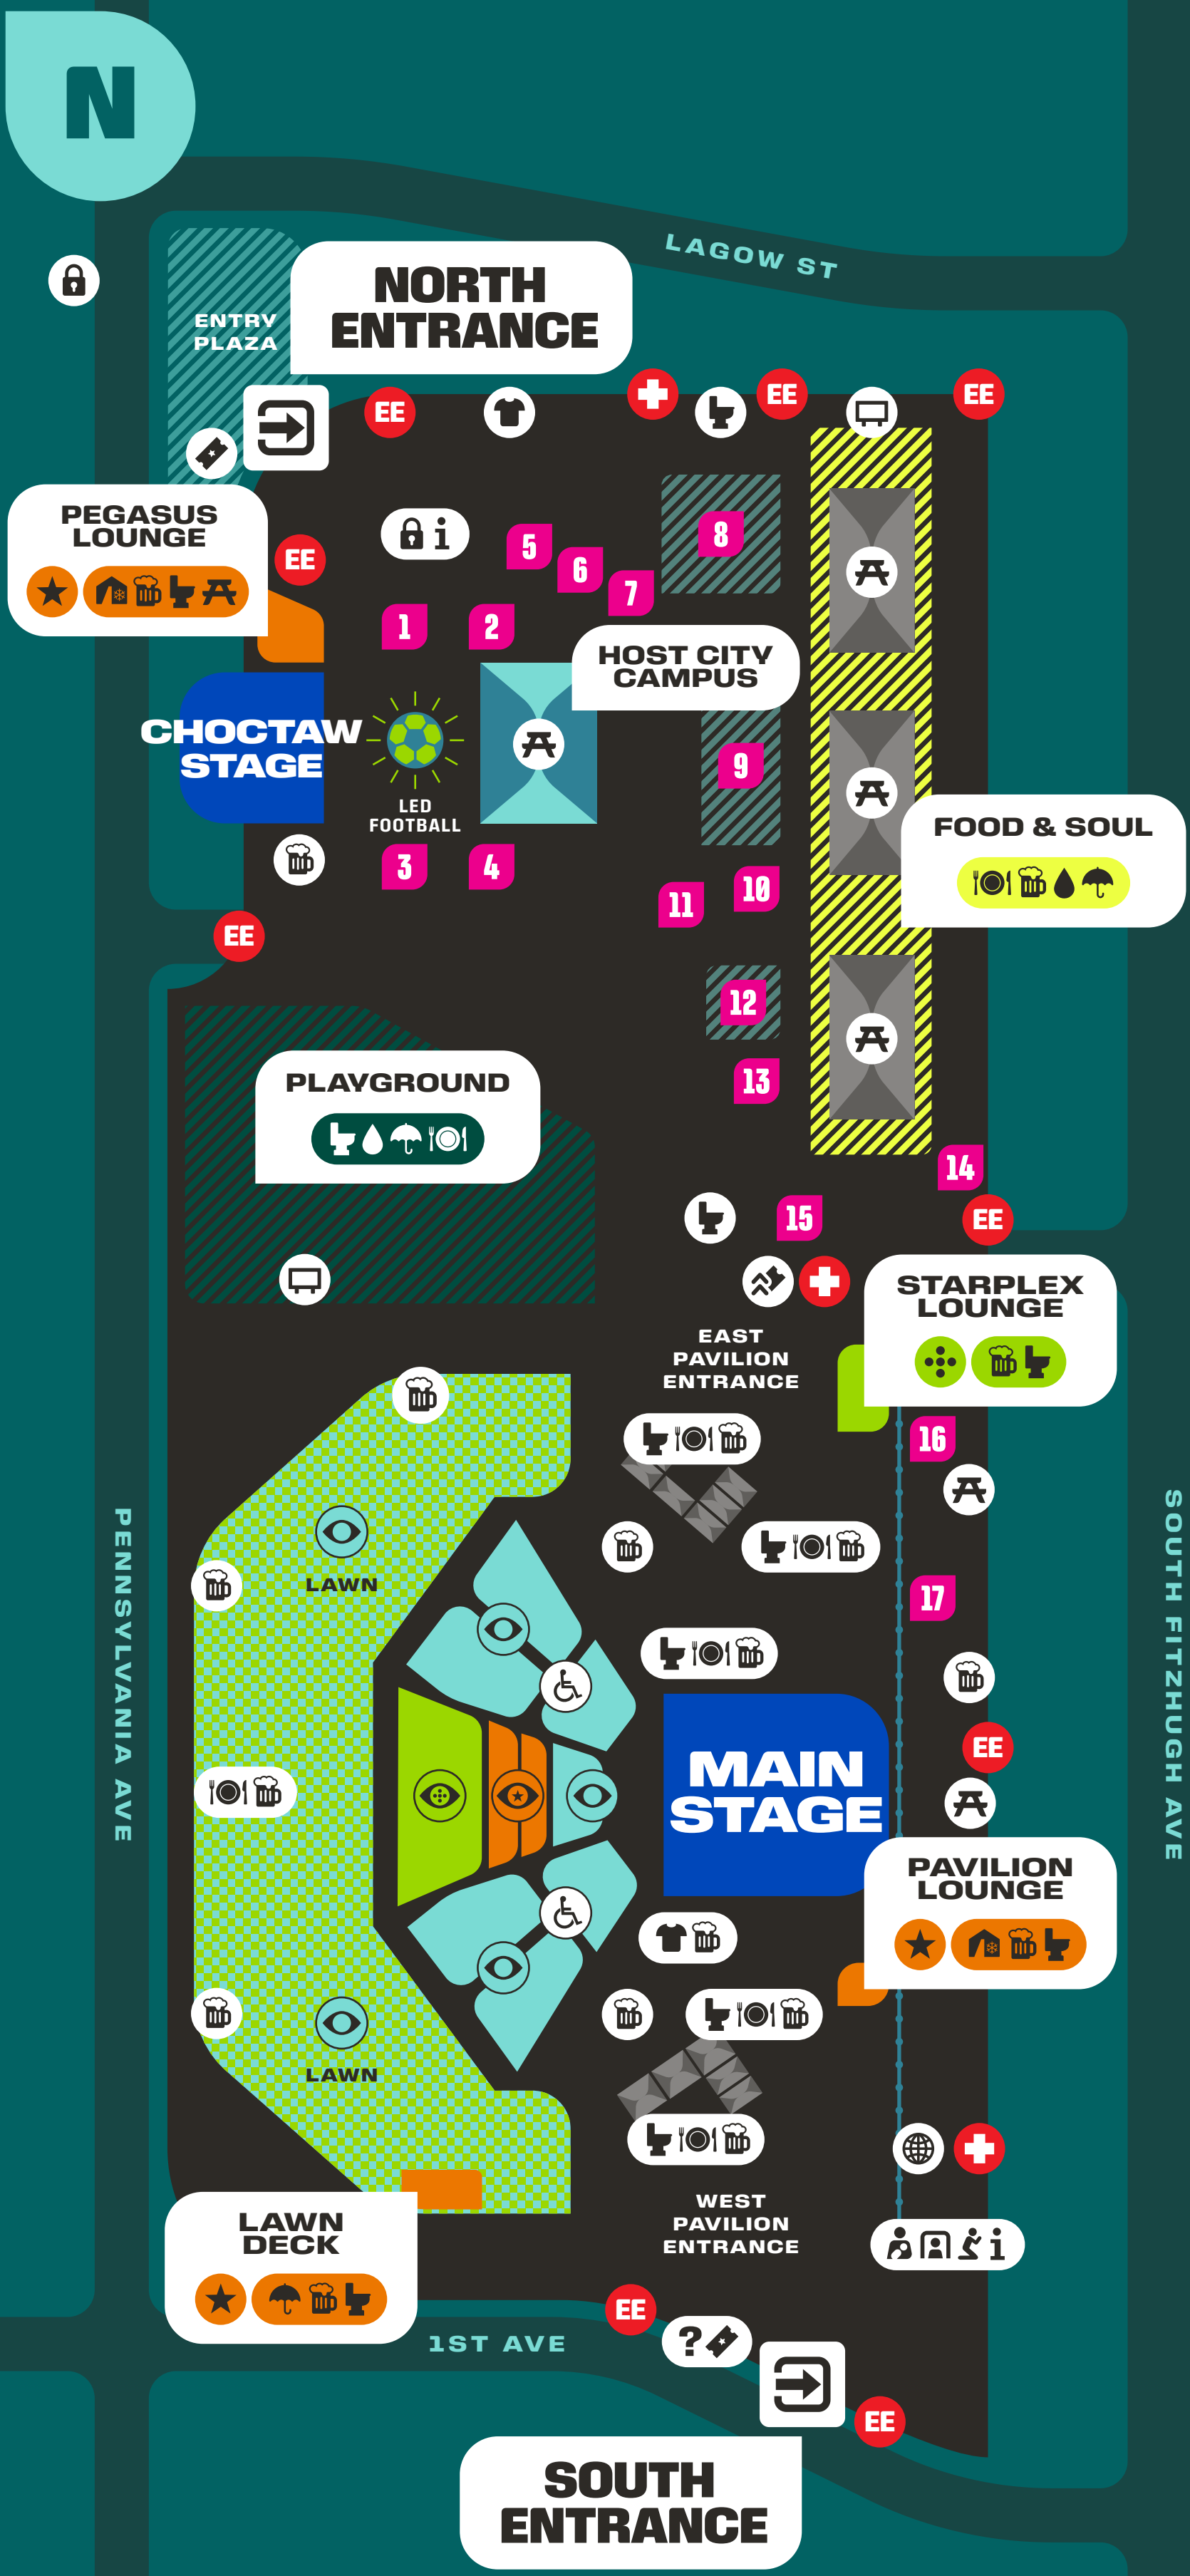 N
LAGOW ST
NORTH
ENTRANCE
ENTRY
PLAZA
EE
EE
EE
PEGASUS
LOUNGE
EE
i
5
6
7
8
1
2
HOST CITY
CAMPUS
CHOCTAW
STAGE
LED
FOOTBALL
9
FOOD & SOUL
3
4
10
11
EE
12
PLAYGROUND
13
14
15
EE
STARPLEX
LOUNGE
EAST
PAVILION
ENTRANCE
16
LAWN
17
PENNSYLVANIA AVE
SOUTH FITZHUGH AVE
EE
MAIN
STAGE
PAVILION
LOUNGE
LAWN
WEST
PAVILION
ENTRANCE
i
LAWN
DECK
EE
1ST AVE
?
EE
SOUTH
ENTRANCE